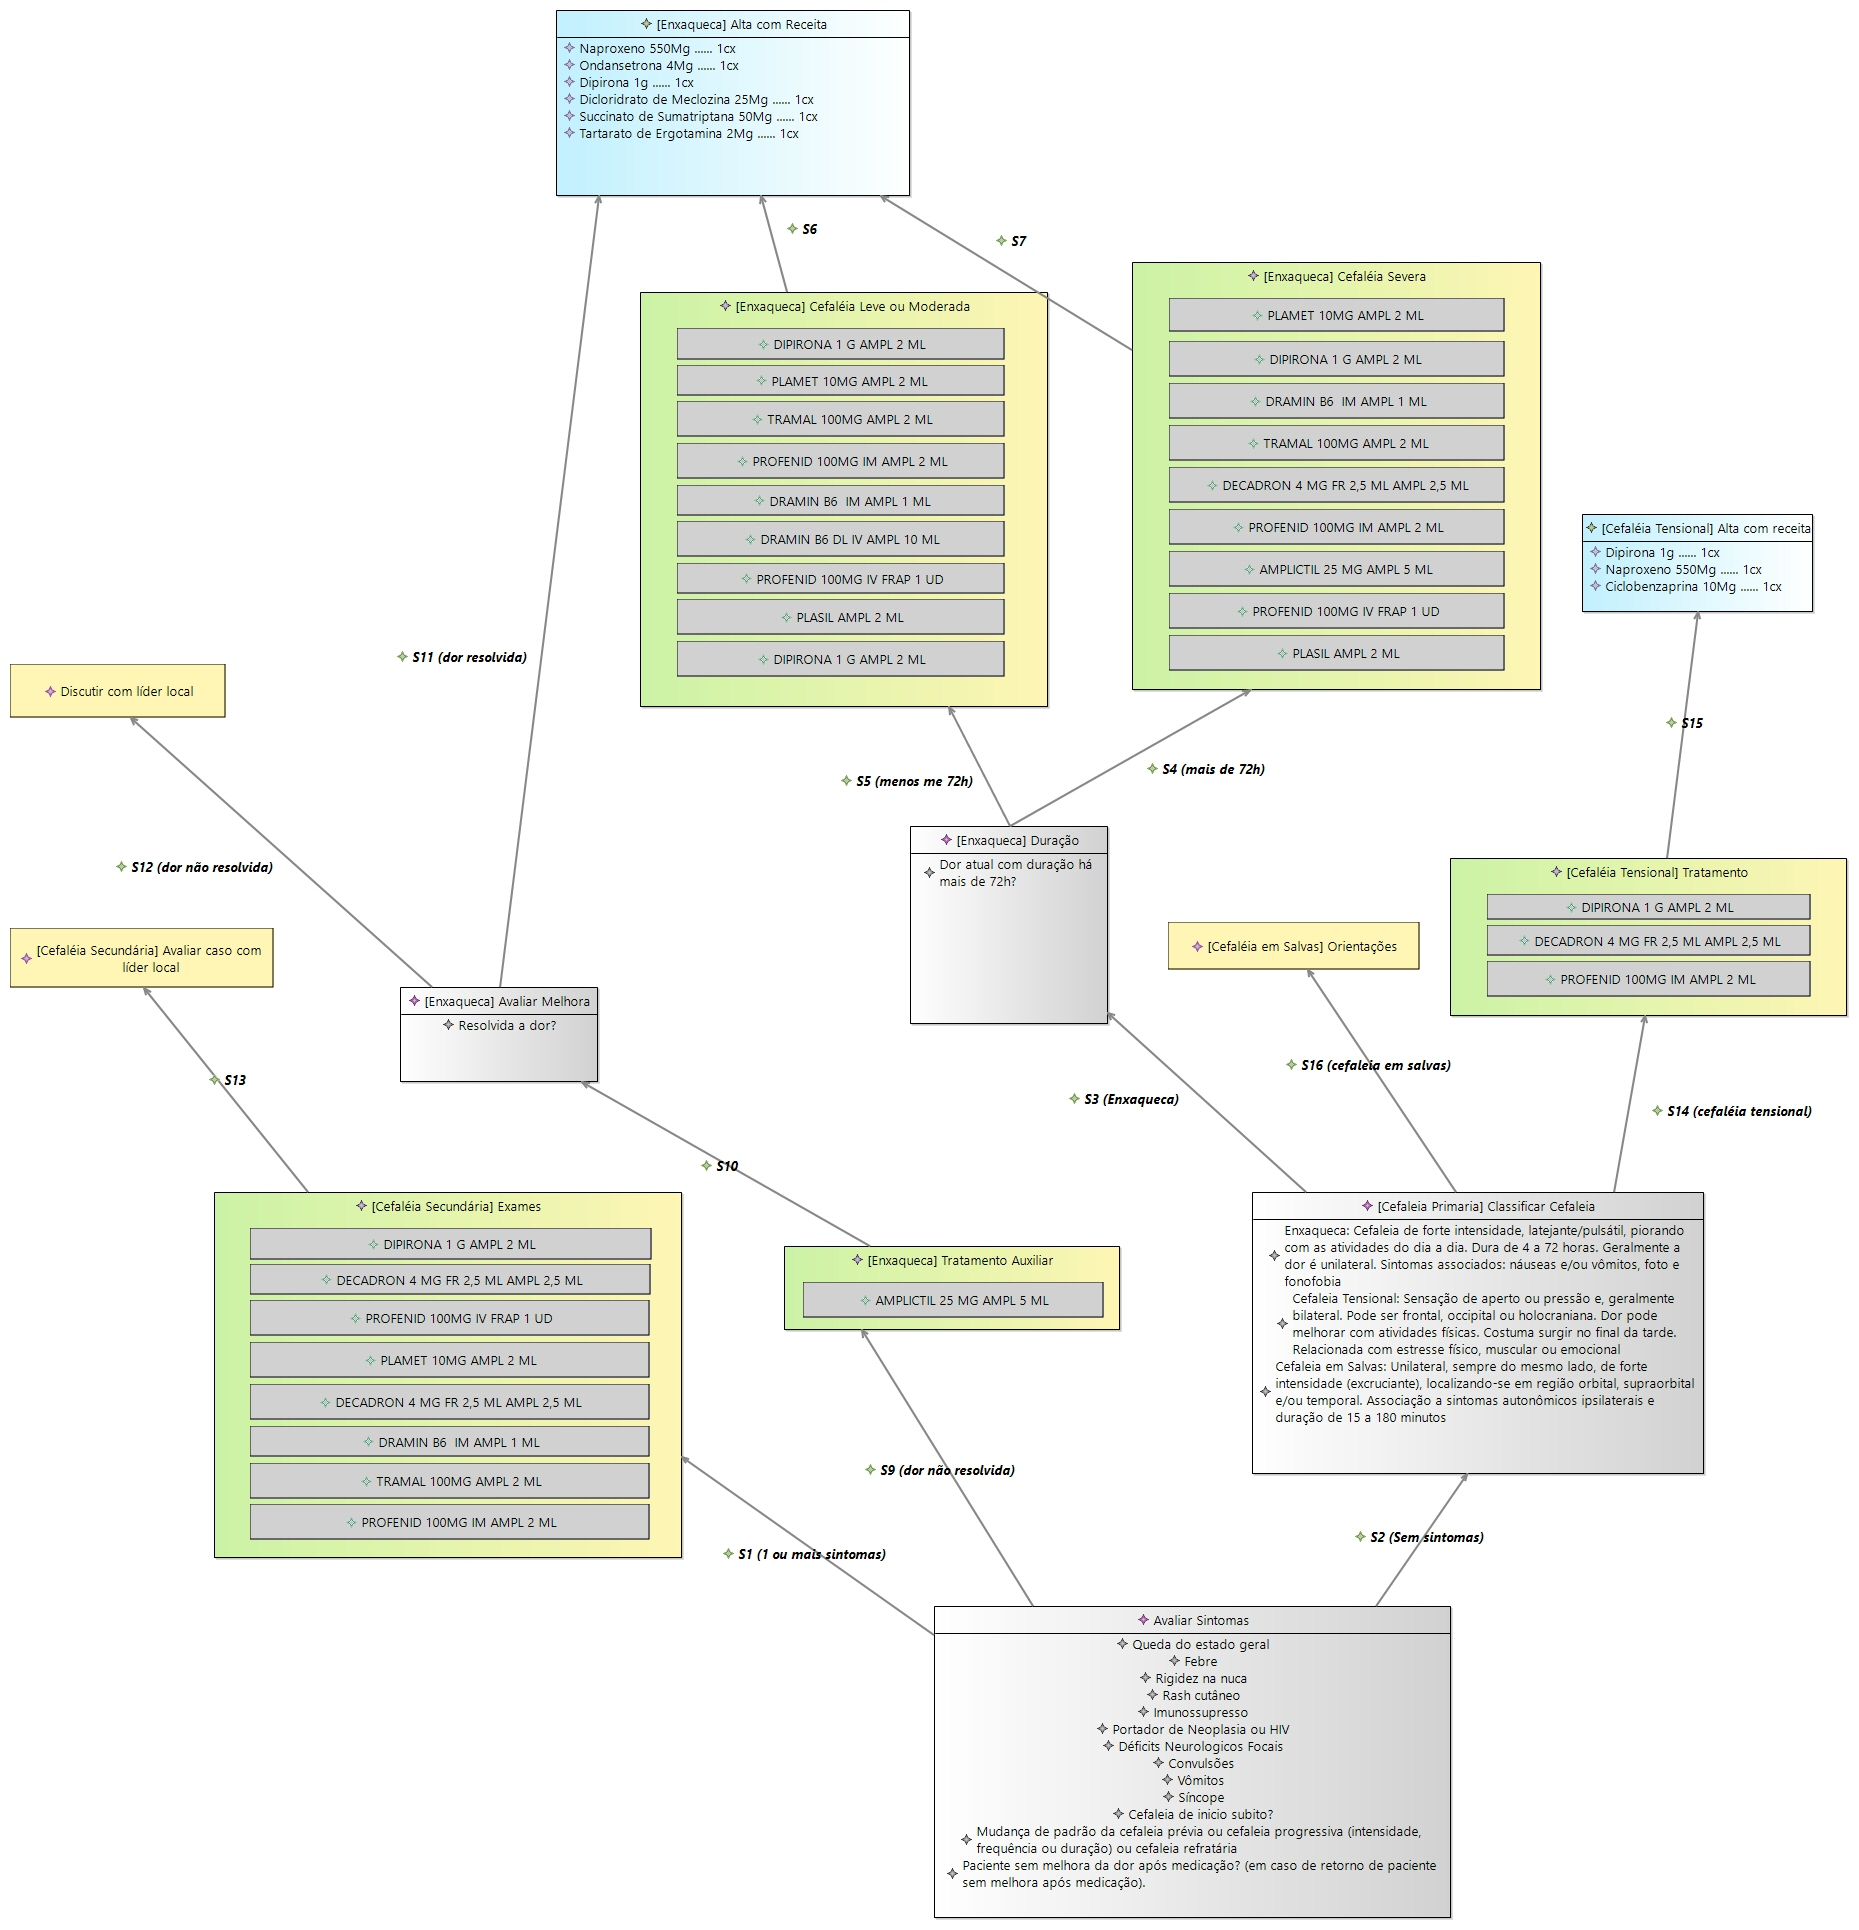 [Enxaqueca] Alta com Receita
Naproxeno 550Mg ...... 1cx
Ondansetrona 4Mg ...... 1cx
Dipirona 1g ...... 1cx
Dicloridrato de Meclozina 25Mg ...... 1cx
Succinato de Sumatriptana 50Mg ...... 1cx
Tartarato de Ergotamina 2Mg ...... 1cx
S6
S7
[Enxaqueca] Cefaléia Leve ou Moderada
DIPIRONA 1 G AMPL 2 ML
PLAMET 10MG AMPL 2 ML
TRAMAL 100MG AMPL 2 ML
PROFENID 100MG IM AMPL 2 ML
DRAMIN B6  IM AMPL 1 ML
DRAMIN B6 DL IV AMPL 10 ML
PROFENID 100MG IV FRAP 1 UD
PLASIL AMPL 2 ML
DIPIRONA 1 G AMPL 2 ML
[Enxaqueca] Cefaléia Severa
PLAMET 10MG AMPL 2 ML
DIPIRONA 1 G AMPL 2 ML
DRAMIN B6  IM AMPL 1 ML
TRAMAL 100MG AMPL 2 ML
DECADRON 4 MG FR 2,5 ML AMPL 2,5 ML
PROFENID 100MG IM AMPL 2 ML
AMPLICTIL 25 MG AMPL 5 ML
PROFENID 100MG IV FRAP 1 UD
PLASIL AMPL 2 ML
[Cefaléia Tensional] Alta com receita
Dipirona 1g ...... 1cx
Naproxeno 550Mg ...... 1cx
Ciclobenzaprina 10Mg ...... 1cx
S11 (dor resolvida)
Discutir com líder local
S15
S5 (menos me 72h)
S4 (mais de 72h)
S12 (dor não resolvida)
[Enxaqueca] Duração
Dor atual com duração há
mais de 72h?
[Cefaléia Tensional] Tratamento
DIPIRONA 1 G AMPL 2 ML
DECADRON 4 MG FR 2,5 ML AMPL 2,5 ML
PROFENID 100MG IM AMPL 2 ML
[Cefaléia Secundária] Avaliar caso com
líder local
[Cefaléia em Salvas] Orientações
[Enxaqueca] Avaliar Melhora
Resolvida a dor?
S13
S16 (cefaleia em salvas)
S3 (Enxaqueca)
S14 (cefaléia tensional)
S10
[Cefaléia Secundária] Exames
DIPIRONA 1 G AMPL 2 ML
DECADRON 4 MG FR 2,5 ML AMPL 2,5 ML
PROFENID 100MG IV FRAP 1 UD
PLAMET 10MG AMPL 2 ML
DECADRON 4 MG FR 2,5 ML AMPL 2,5 ML
DRAMIN B6  IM AMPL 1 ML
TRAMAL 100MG AMPL 2 ML
PROFENID 100MG IM AMPL 2 ML
[Enxaqueca] Tratamento Auxiliar
AMPLICTIL 25 MG AMPL 5 ML
[Cefaleia Primaria] Classificar Cefaleia
Enxaqueca: Cefaleia de forte intensidade, latejante/pulsátil, piorando
com as atividades do dia a dia. Dura de 4 a 72 horas. Geralmente a
dor é unilateral. Sintomas associados: náuseas e/ou vômitos, foto e
fonofobia
Cefaleia Tensional: Sensação de aperto ou pressão e, geralmente
bilateral. Pode ser frontal, occipital ou holocraniana. Dor pode
melhorar com atividades físicas. Costuma surgir no final da tarde.
Relacionada com estresse físico, muscular ou emocional
Cefaleia em Salvas: Unilateral, sempre do mesmo lado, de forte
intensidade (excruciante), localizando-se em região orbital, supraorbital
e/ou temporal. Associação a sintomas autonômicos ipsilaterais e
duração de 15 a 180 minutos
S9 (dor não resolvida)
S1 (1 ou mais sintomas)
S2 (Sem sintomas)
Avaliar Sintomas
Queda do estado geral
Febre
Rigidez na nuca
Rash cutâneo
Imunossupresso
Portador de Neoplasia ou HIV
Déficits Neurologicos Focais
Convulsões
Vômitos
Síncope
Cefaleia de inicio subito?
Mudança de padrão da cefaleia prévia ou cefaleia progressiva (intensidade,
frequência ou duração) ou cefaleia refratária
Paciente sem melhora da dor após medicação? (em caso de retorno de paciente
sem melhora após medicação).